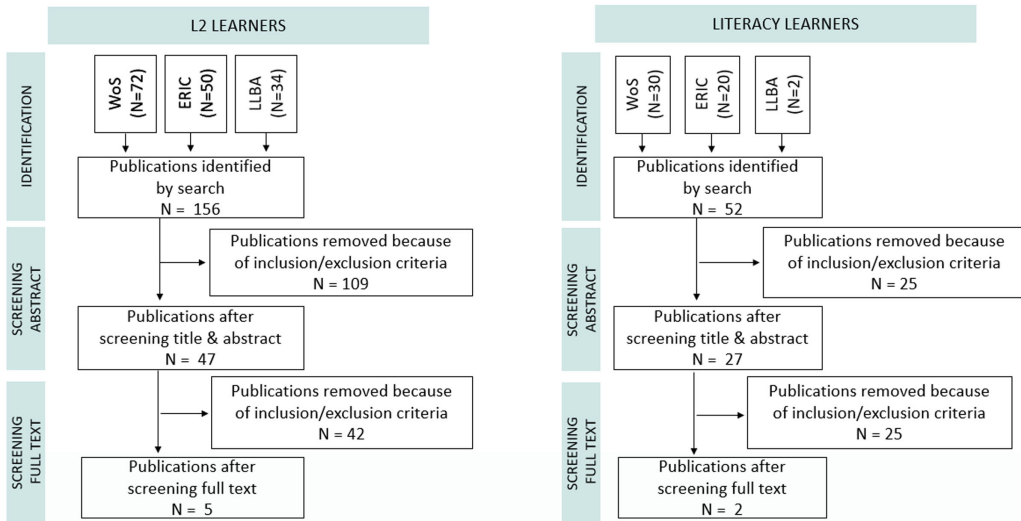 L2 LEARNERS
IDENTIFICATION
WoS
(N=72)
ERIC
(N=50)
LLBA
(N=34)
Publications identified
by search
N = 156
SCREENING
ABSTRACT
Publications removed because
of inclusion/exclusion criteria
N = 109
Publications after
screening title & abstract
N = 47
SCREENING
FULL TEXT
Publications removed because
of inclusion/exclusion criteria
N = 42
Publications after
screening full text
N = 5
LITERACY LEARNERS
IDENTIFICATION
WoS
(N=30)
ERIC
(N=20)
LLBA
(N=2)
Publications identified
by search
N = 52
SCREENING
ABSTRACT
Publications removed because
of inclusion/exclusion criteria
N = 25
Publications after
screening title & abstract
N = 27
SCREENING
FULL TEXT
Publications removed because
of inclusion/exclusion criteria
N = 25
Publications after
screening full text
N = 2